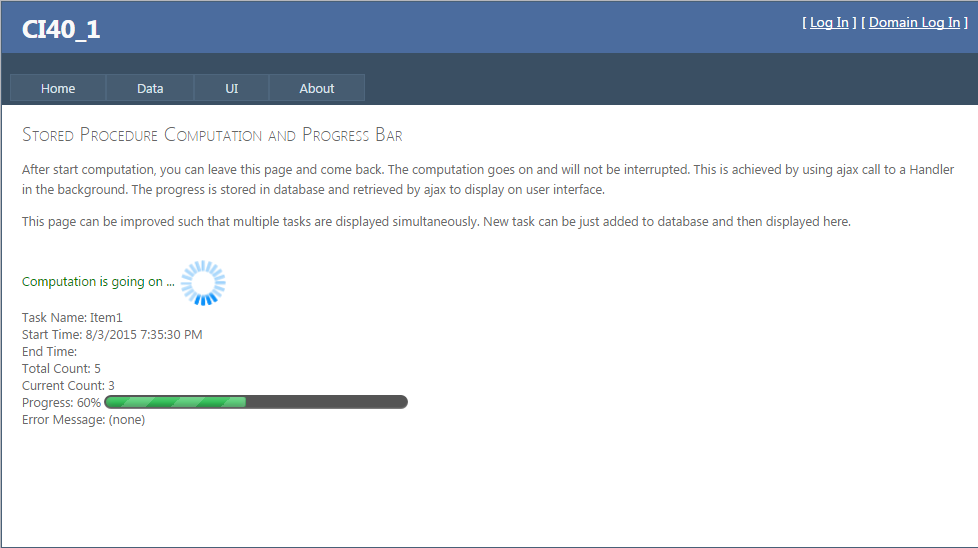 CI40_1
[ Log In ] [ Domain Log In ]
Home Data UI About
Stored Procedure Computation and Progress Bar
After start computation, you can leave this page and come back. The computation goes on and will not be interrupted. This is achieved by using ajax call to a Handler
in the background. The progress is stored in database and retrieved by ajax to display on user interface.
This page can be improved such that multiple tasks are displayed simultaneously. New task can be just added to database and then displayed here.
Computation is going on ...
Task Name: Item1
Start Time: 8/3/2015 7:35:30 PM
End Time:
Total Count: 5
Current Count: 3
Progress: 60%
Error Message: (none)